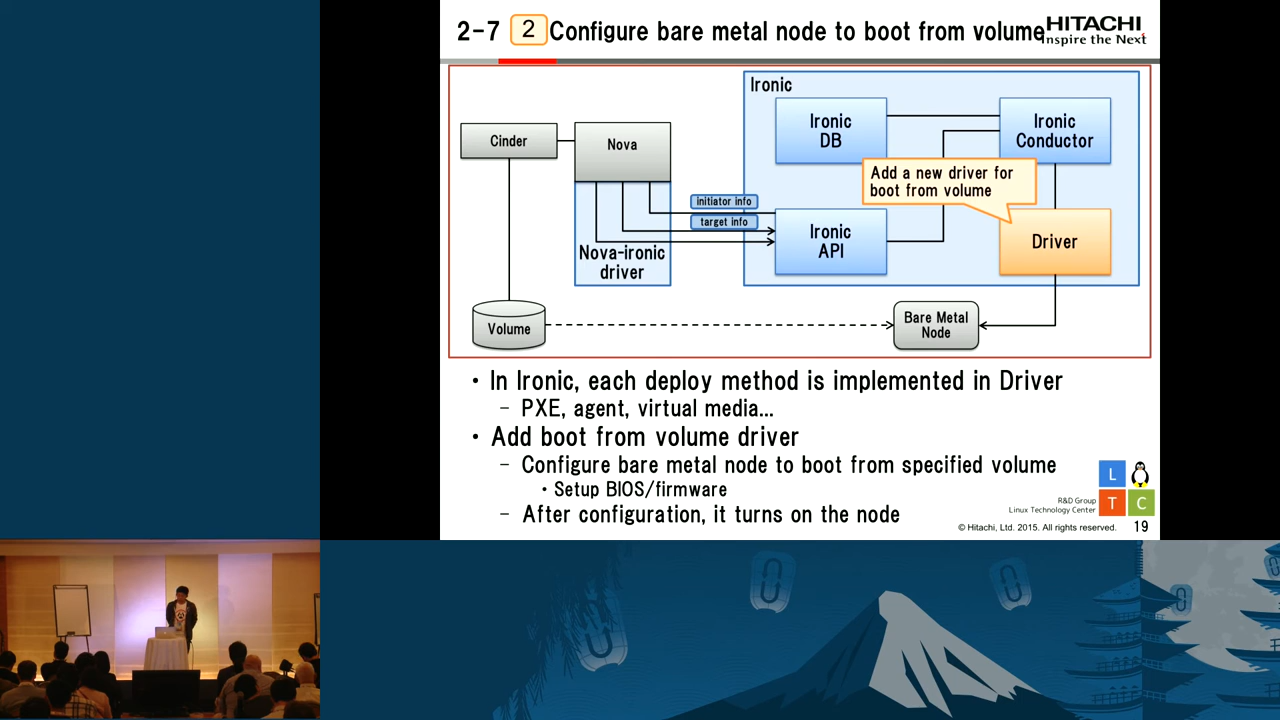 2-7 2 Configure bare metal node to boot from volume
HITACHI
Inspire the Next
Ironic
Ironic
DB
Ironic
Conductor
Cinder
Nova
Add a new driver for
boot from volume
initiator info
target info
Ironic
API
Driver
Nova-ironic
driver
Volume
Bare Metal
Node
・ In Ironic, each deploy method is implemented in Driver
– PXE, agent, virtual media…
・ Add boot from volume driver
– Configure bare metal node to boot from specified volume
・Setup BIOS/firmware
– After configuration, it turns on the node
L
T C
R&D Group
Linux Technology Center
© Hitachi, Ltd. 2015. All rights reserved.
19